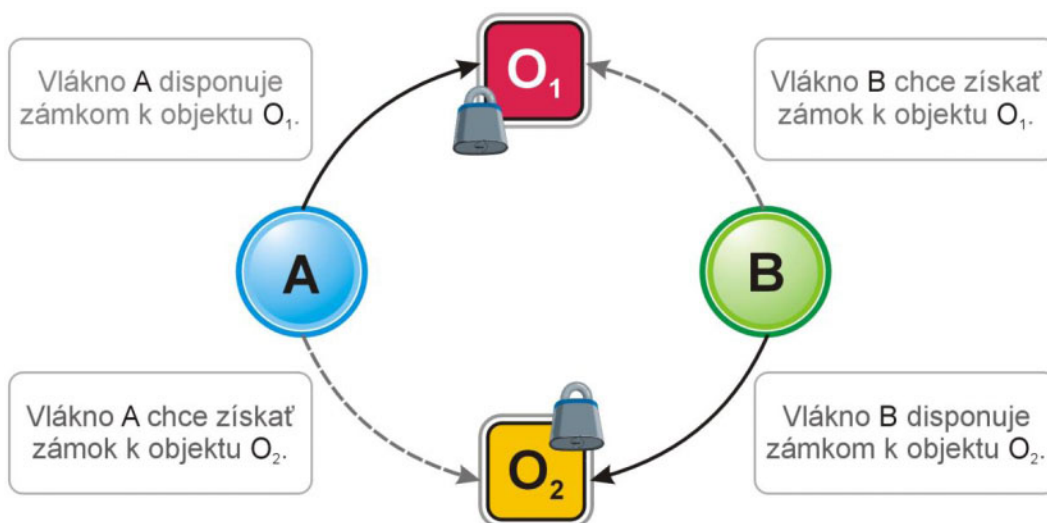 Vlákno A disponuje
zámkom k objektu O₁.
O₁
Vlákno B chce získať
zámok k objektu O₁.
A
B
Vlákno A chce získať
zámok k objektu O₂.
O₂
Vlákno B disponuje
zámkom k objektu O₂.